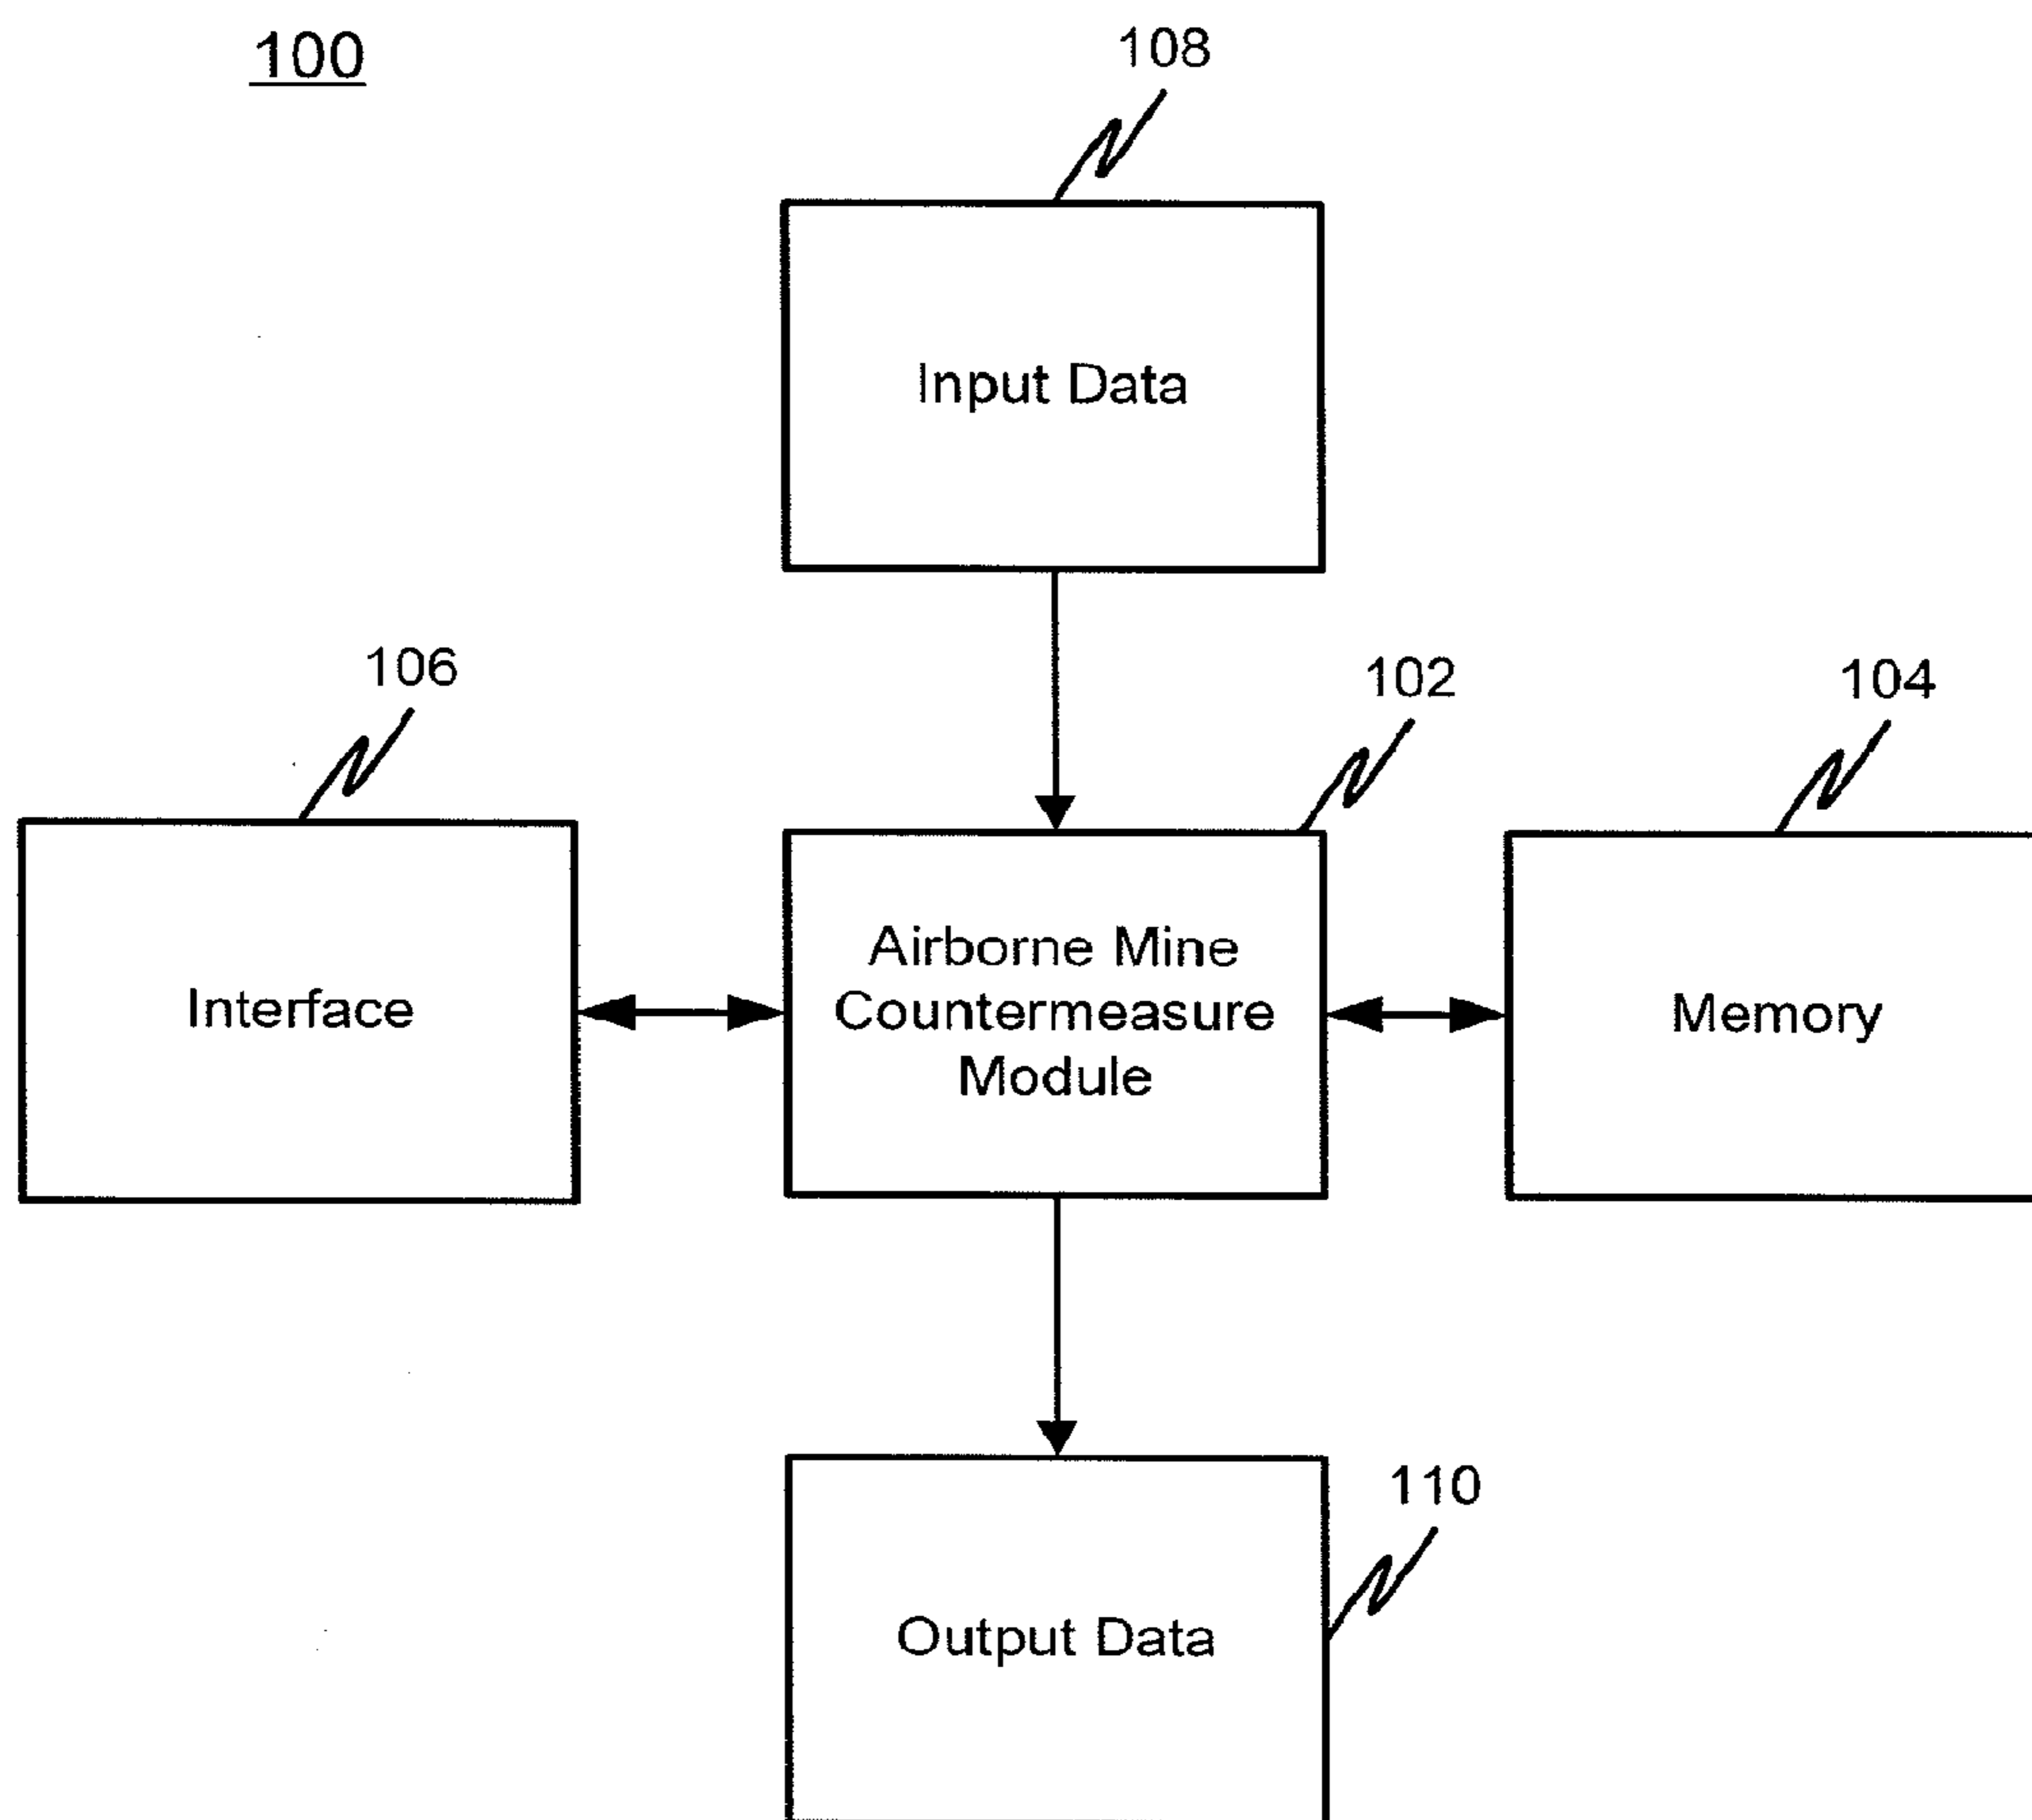 100
108
Input Data
106
102
104
Interface
Airborne Mine
Countermeasure
Module
Memory
110
Output Data